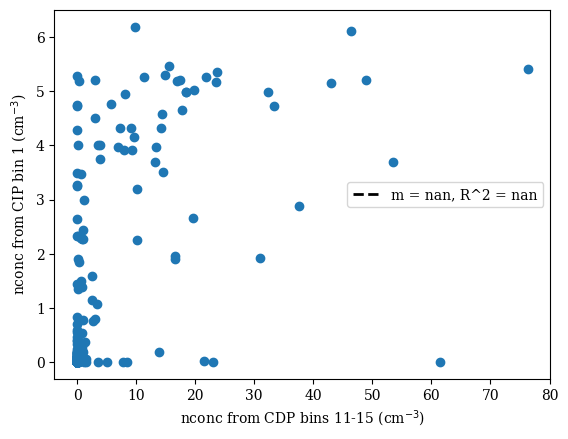 6
5
4
3
2
1
0
nconc from CIP bin 1 (cm⁻³)
m = nan, R^2 = nan
0 10 20 30 40 50 60 70 80
nconc from CDP bins 11-15 (cm⁻³)